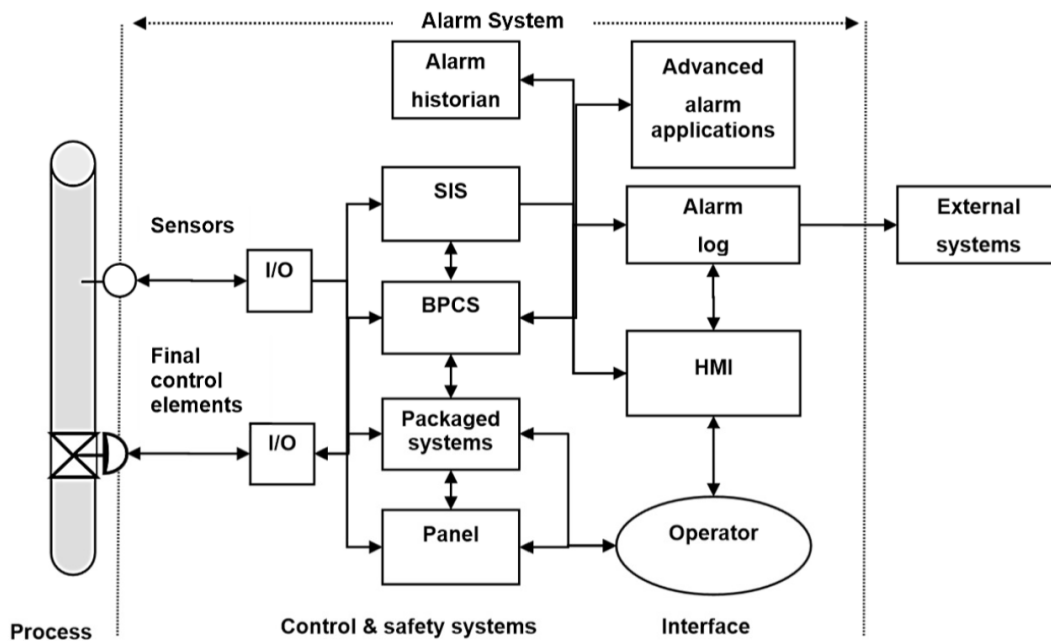 Alarm System
Alarm
historian
Advanced
alarm
applications
SIS
Alarm
log
External
systems
Sensors
I/O
BPCS
HMI
Final
control
elements
I/O
Packaged
systems
Panel
Operator
Process
Control & safety systems
Interface